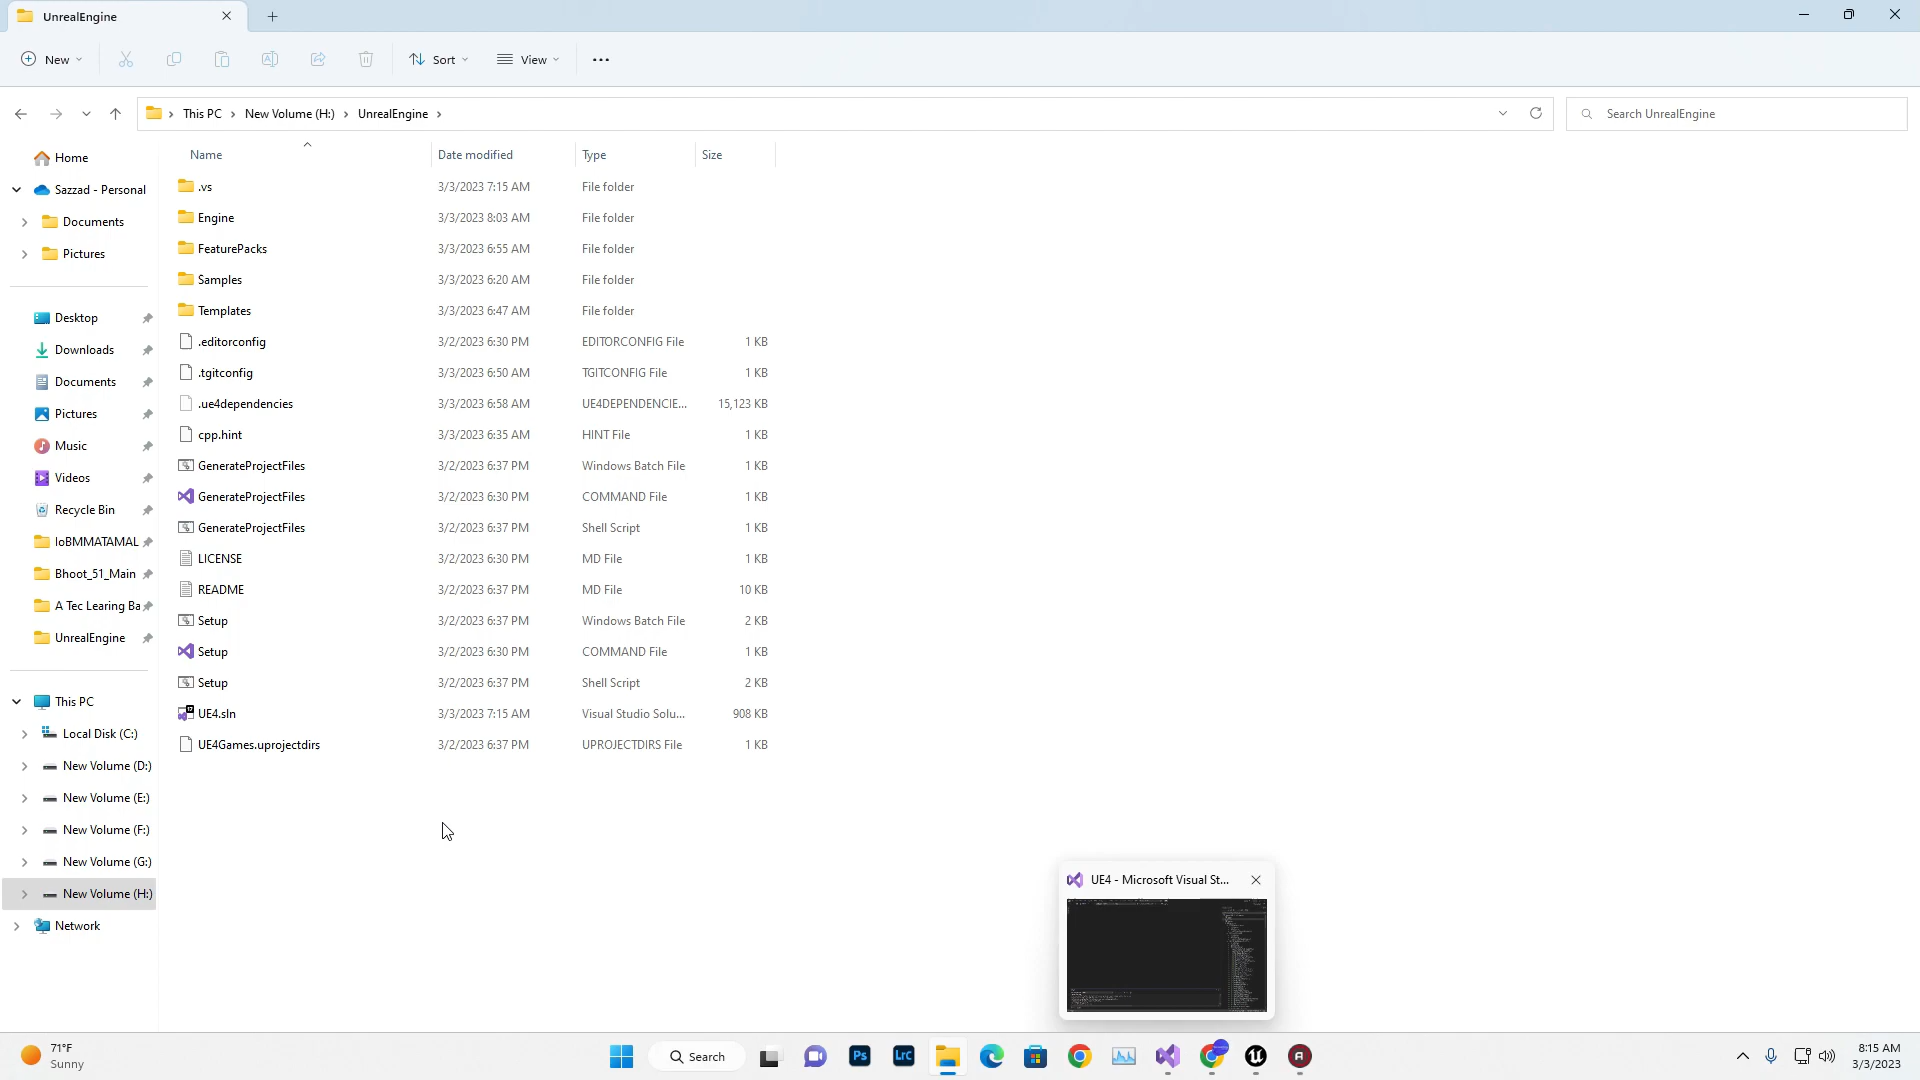 UnrealEngine
New
Sort
View
This PC
New Volume (H:)
UnrealEngine
Search UnrealEngine
Home
Sazzad - Personal
Documents
Pictures
Desktop
Downloads
Documents
Pictures
Music
Videos
Recycle Bin
IoBMMATAMAL
Bhoot_51_Main
A Tec Learing Ba
UnrealEngine
This PC
Local Disk (C:)
New Volume (D:)
New Volume (E:)
New Volume (F:)
New Volume (G:)
New Volume (H:)
Network
Name Date modified Type Size
.vs 3/3/2023 7:15 AM File folder
Engine 3/3/2023 8:03 AM File folder
FeaturePacks 3/3/2023 6:55 AM File folder
Samples 3/3/2023 6:20 AM File folder
Templates 3/3/2023 6:47 AM File folder
.editorconfig 3/2/2023 6:30 PM EDITORCONFIG File 1 KB
.tgitconfig 3/3/2023 6:50 AM TGITCONFIG File 1 KB
.ue4dependencies 3/3/2023 6:58 AM UE4DEPENDENCIE... 15,123 KB
cpp.hint 3/3/2023 6:35 AM HINT File 1 KB
GenerateProjectFiles 3/2/2023 6:37 PM Windows Batch File 1 KB
GenerateProjectFiles 3/2/2023 6:30 PM COMMAND File 1 KB
GenerateProjectFiles 3/2/2023 6:37 PM Shell Script 1 KB
LICENSE 3/2/2023 6:30 PM MD File 1 KB
README 3/2/2023 6:37 PM MD File 10 KB
Setup 3/2/2023 6:37 PM Windows Batch File 2 KB
Setup 3/2/2023 6:30 PM COMMAND File 1 KB
Setup 3/2/2023 6:37 PM Shell Script 2 KB
UE4.sln 3/3/2023 7:15 AM Visual Studio Solu... 908 KB
UE4Games.uprojectdirs 3/2/2023 6:37 PM UPROJECTDIRS File 1 KB
UE4 - Microsoft Visual St...
71°F
Sunny
Search
Ps
LrC
8:15 AM
3/3/2023